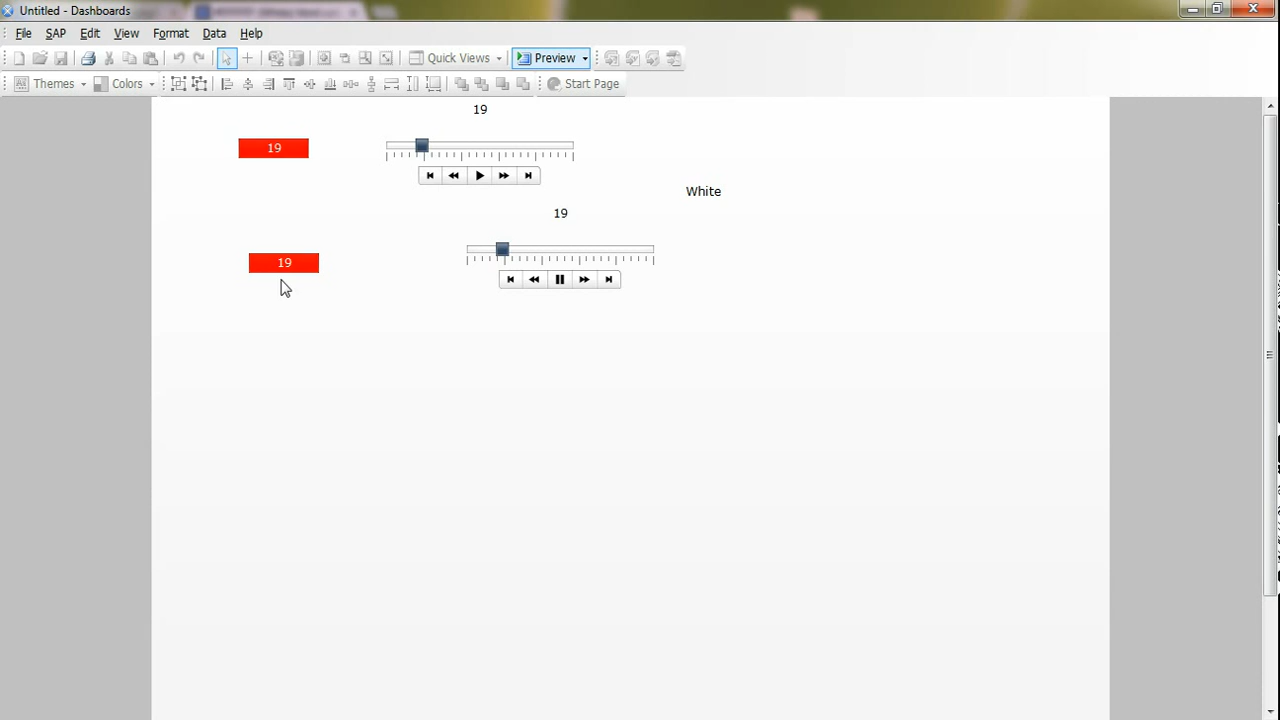 Untitled - Dashboards
File SAP Edit View Format Data Help
Quick Views Preview
Themes Colors Start Page
19
19
White
19
19